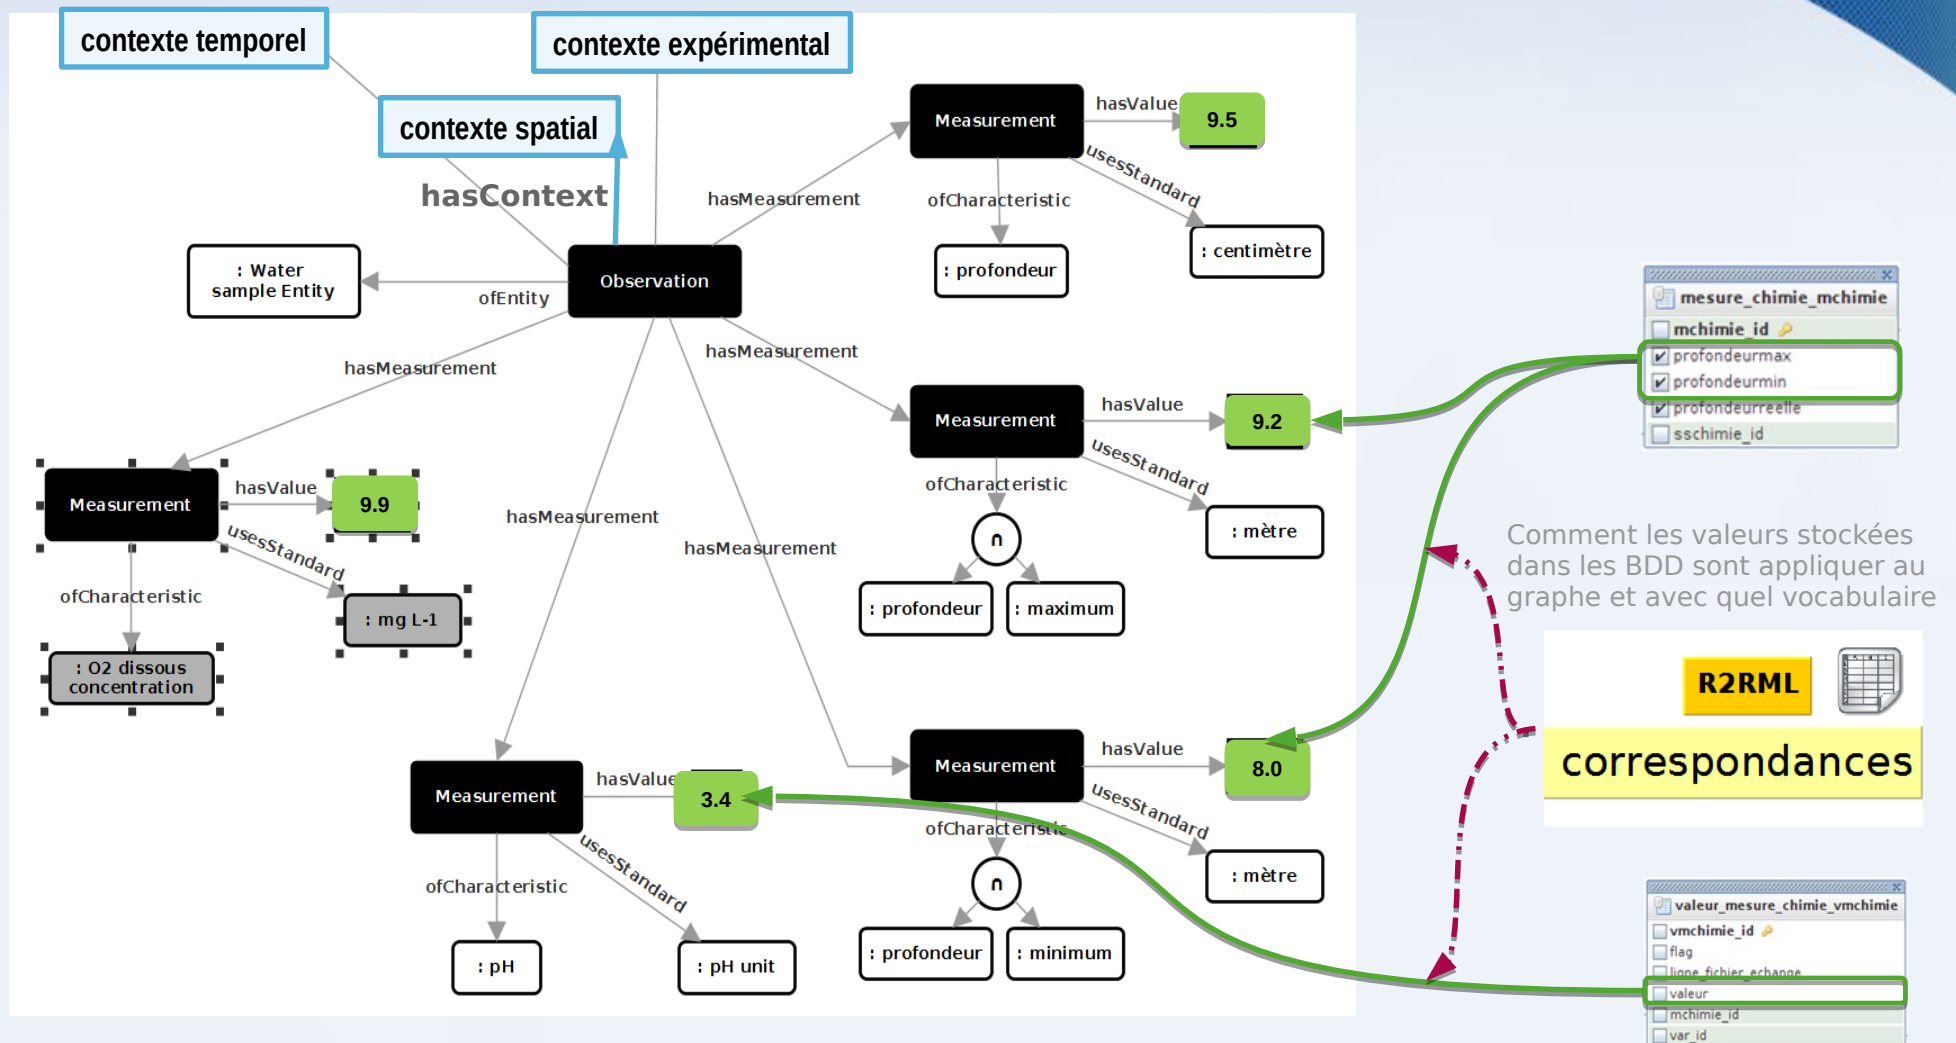 contexte temporel
contexte expérimental
contexte spatial
hasContext
Measurement
hasValue
9.5
usesStandard
ofCharacteristic
hasMeasurement
: profondeur
: centimètre
: Water
sample Entity
ofEntity
Observation
mesure_chimie_mchimie
mchimie_id
profondeurmax
profondeurmin
profondeurreelle
sschimie_id
hasMeasurement
hasMeasurement
Measurement
hasValue
9.2
usesStandard
ofCharacteristic
: mètre
∩
: profondeur
: maximum
Measurement
hasValue
9.9
usesStandard
ofCharacteristic
: mg L-1
: O2 dissous
concentration
hasMeasurement
hasMeasurement
Comment les valeurs stockées
dans les BDD sont appliquer au
graphe et avec quel vocabulaire
R2RML
correspondances
Measurement
hasValue
8.0
usesStandard
ofCharacteristic
: mètre
∩
: profondeur
: minimum
Measurement
hasValue
3.4
usesStandard
ofCharacteristic
: pH
: pH unit
valeur_mesure_chimie_vmchimie
vmchimie_id
flag
ligne_fichier_echange
valeur
mchimie_id
var_id